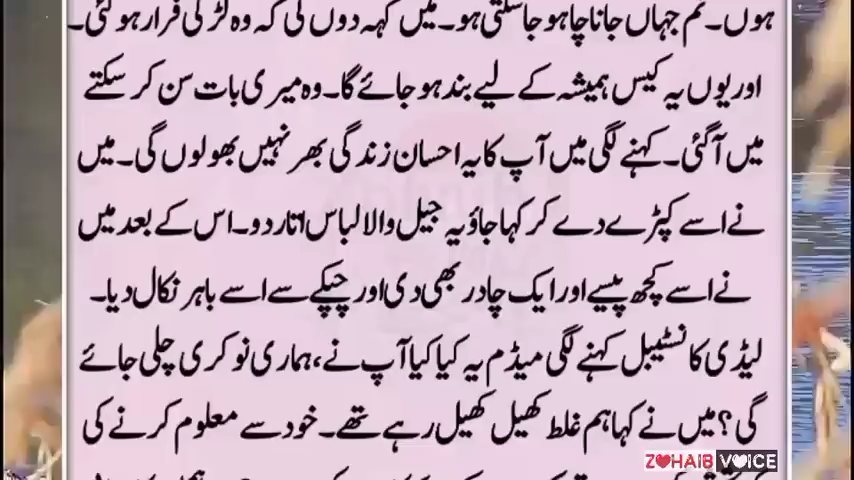 ہوں۔ تم جہاں جانا چاہو جا سکتی ہو۔ میں کہہ دوں گی کہ وہ لڑکی فرار ہو گئی۔
اور یوں یہ کیس ہمیشہ کے لیے بند ہو جائے گا۔ وہ میری بات سن کر سکتے
میں آ گئی۔ کہنے لگی میں آپ کا یہ احسان زندگی بھر نہیں بھولوں گی۔ میں
نے اسے کپڑے دے کر کہا جاؤ یہ جیل والا لباس اتار دو۔ اس کے بعد میں
نے اسے کچھ پیسے اور ایک چادر بھی دی اور چپکے سے اسے باہر نکال دیا۔
لیڈی کانسٹیبل کہنے لگی میڈم یہ کیا کیا آپ نے، ہماری نوکری چلی جائے
گی؟ میں نے کہا ہم غلط کھیل کھیل رہے تھے۔ خود سے معلوم کرنے کی
ZOHAIB VOICE